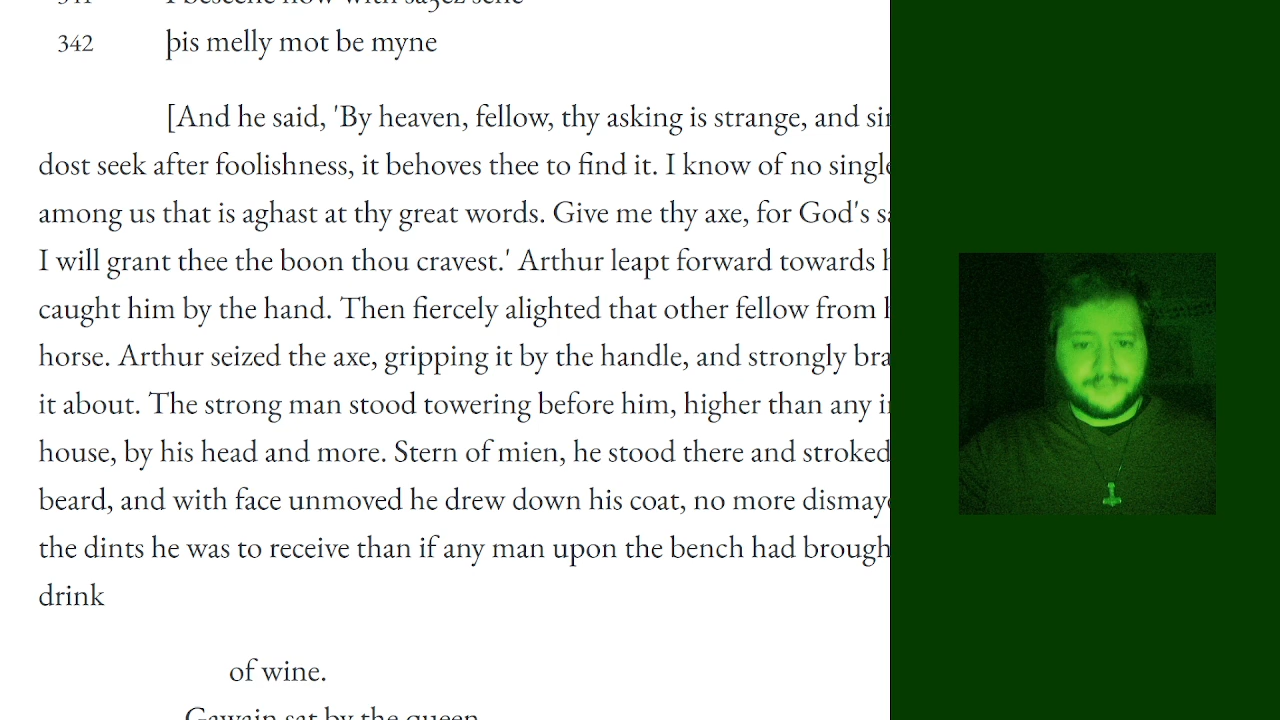 342 þis melly mot be myne
[And he said, 'By heaven, fellow, thy asking is strange, and
dost seek after foolishness, it behoves thee to find it. I know of no single
among us that is aghast at thy great words. Give me thy axe, for God's
I will grant thee the boon thou cravest.' Arthur leapt forward towards
caught him by the hand. Then fiercely alighted that other fellow from
horse. Arthur seized the axe, gripping it by the handle, and strongly
it about. The strong man stood towering before him, higher than any
house, by his head and more. Stern of mien, he stood there and stroked
beard, and with face unmoved he drew down his coat, no more
the dints he was to receive than if any man upon the bench had
drink
of wine.
Gawain sat by the queen